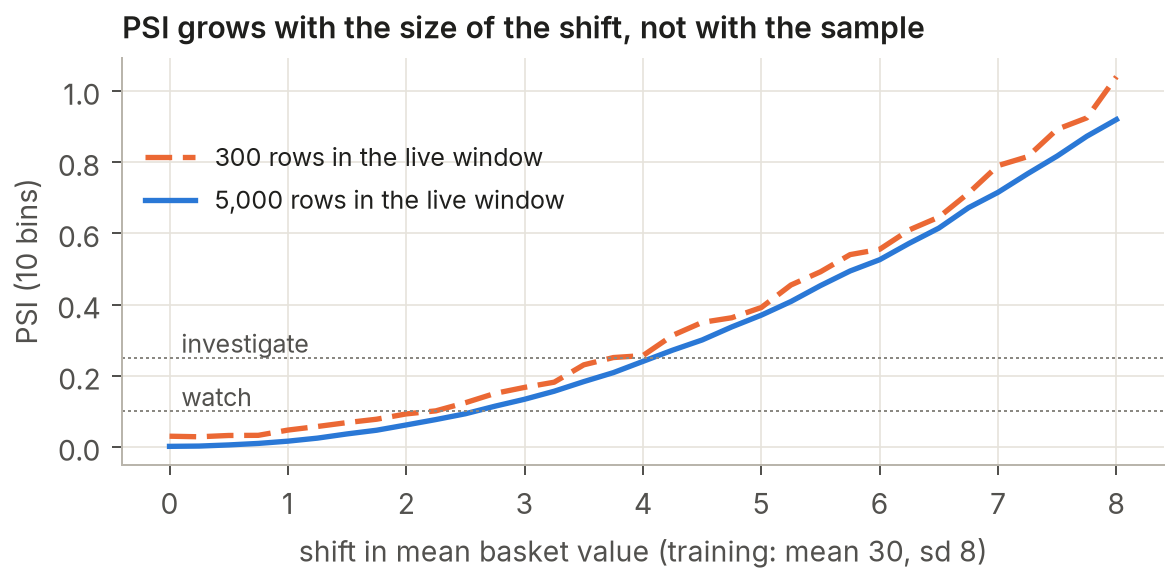 PSI grows with the size of the shift, not with the sample
PSI (10 bins)
1.0
0.8
0.6
0.4
0.2
0.0
300 rows in the live window
5,000 rows in the live window
investigate
watch
0 1 2 3 4 5 6 7 8
shift in mean basket value (training: mean 30, sd 8)